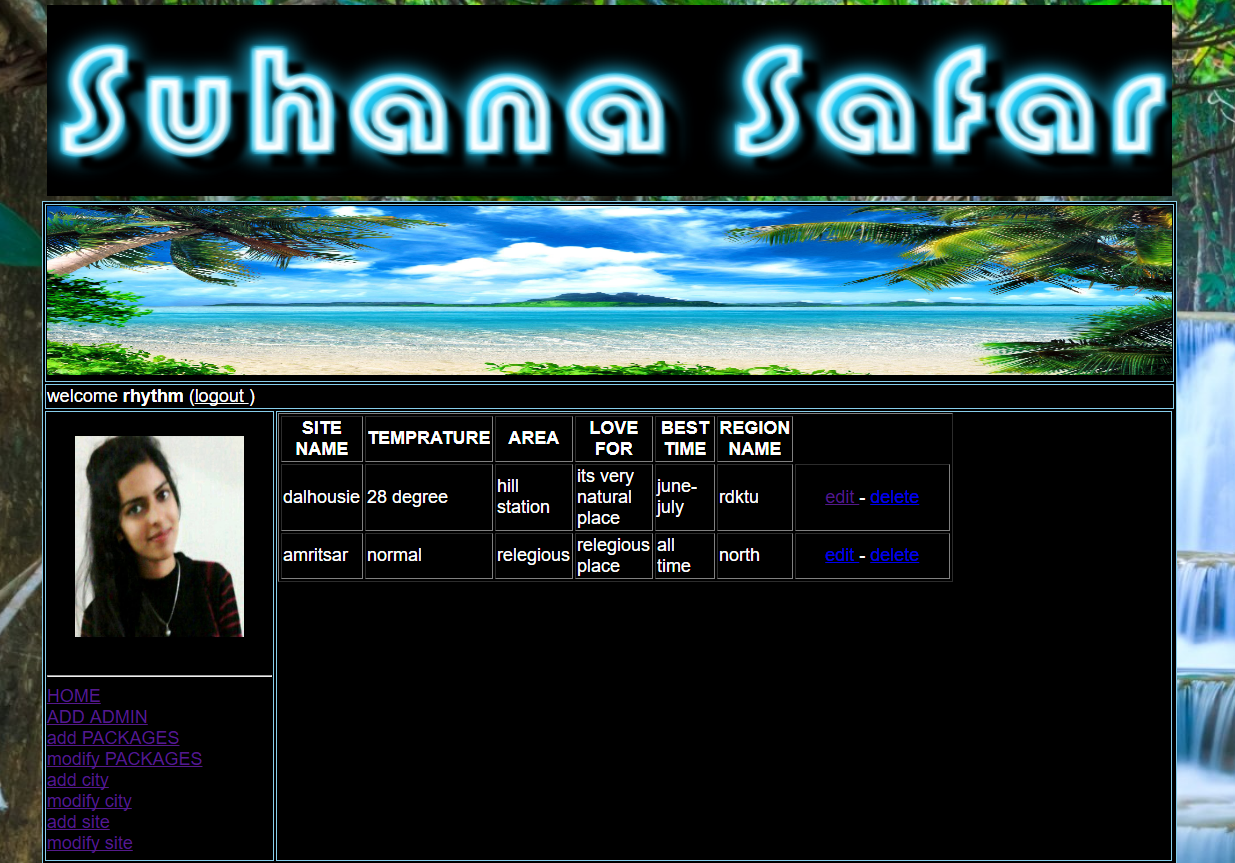 Suhana Safar
welcome rhythm (logout )
SITE NAME TEMPRATURE AREA LOVE FOR BEST TIME REGION NAME
dalhousie 28 degree hill station its very natural place june-july rdktu edit - delete
amritsar normal relegious relegious place all time north edit - delete
HOME
ADD ADMIN
add PACKAGES
modify PACKAGES
add city
modify city
add site
modify site